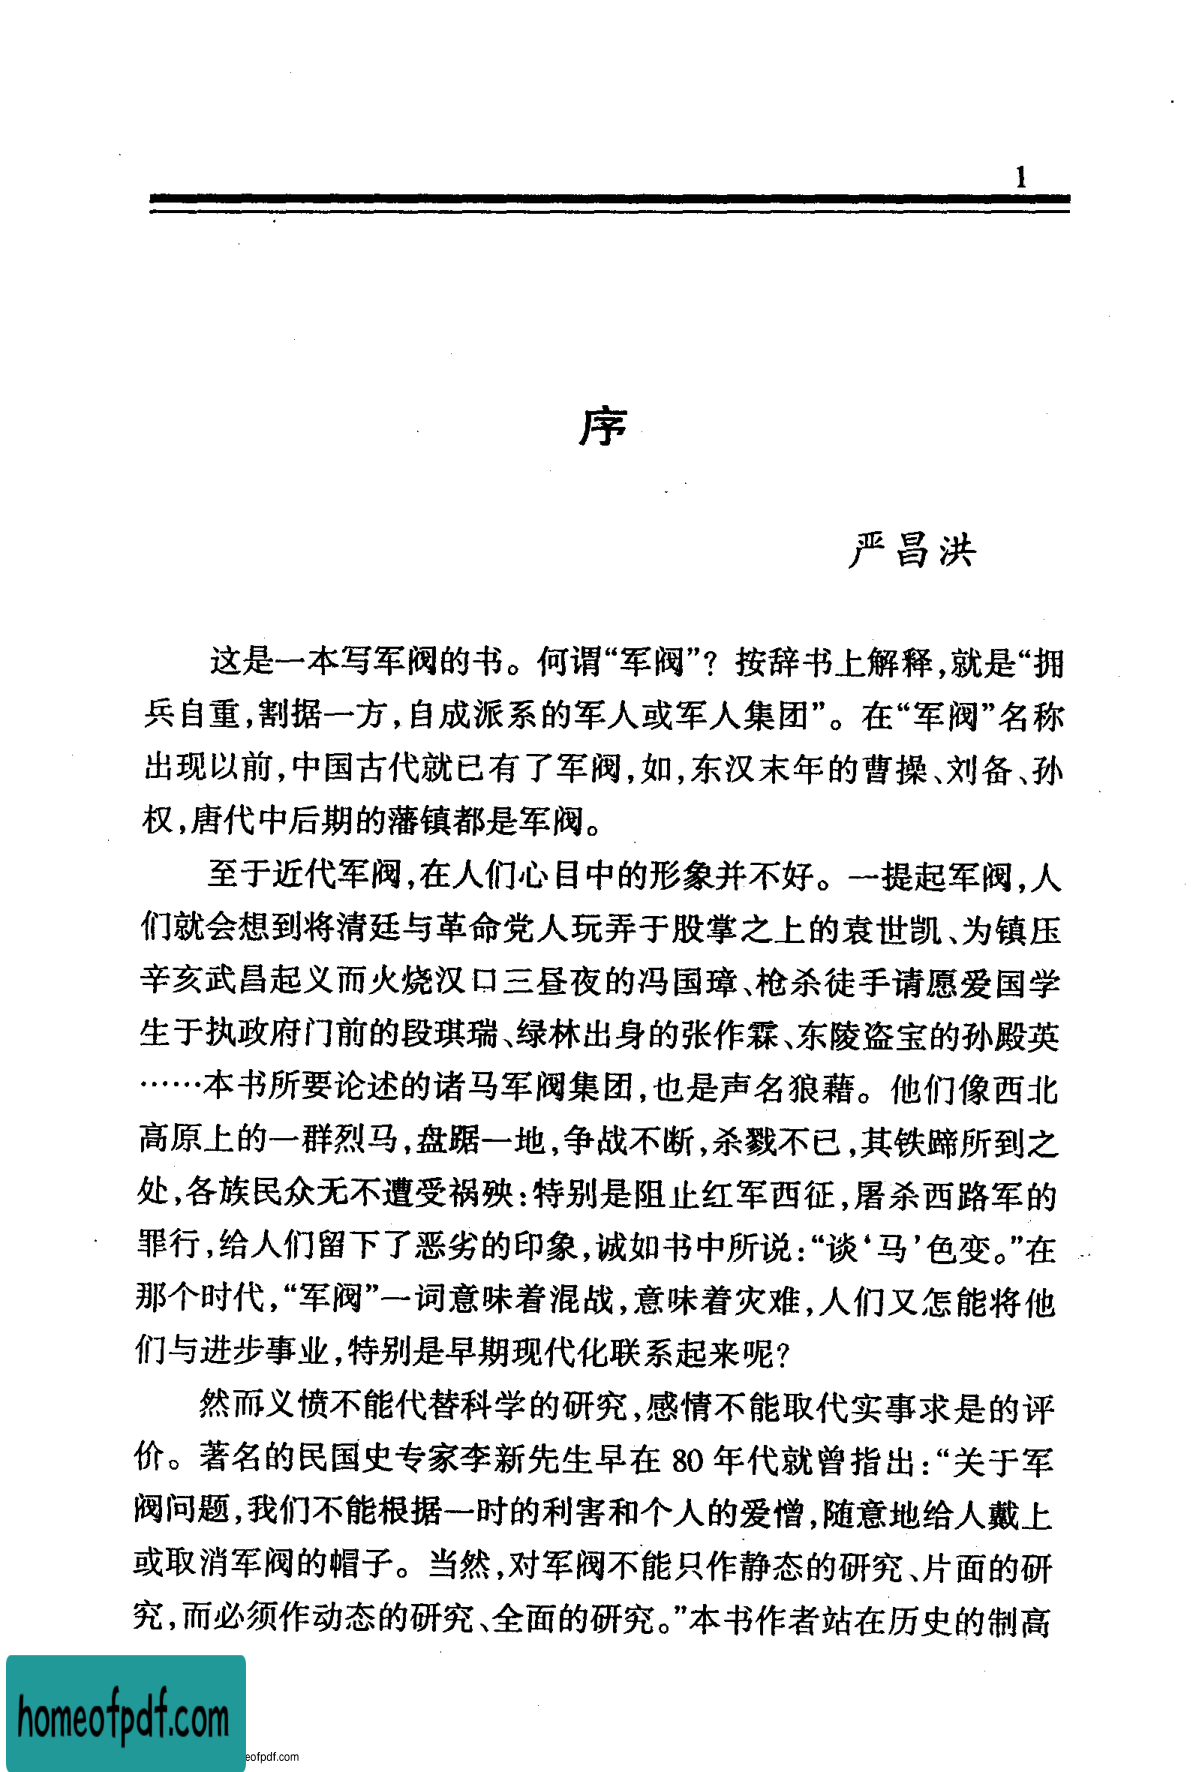 1
序
严昌洪
这是一本写军阀的书。何谓“军阀”？按辞书上解释，就是“拥
兵自重，割据一方，自成派系的军人或军人集团”。在“军阀”名称
出现以前，中国古代就已有了军阀，如，东汉末年的曹操、刘备、孙
权，唐代中后期的藩镇都是军阀。
至于近代军阀，在人们心目中的形象并不好。一提起军阀，人
们就会想到将清廷与革命党人玩弄于股掌之上的袁世凯、为镇压
辛亥武昌起义而火烧汉口三昼夜的冯国璋、枪杀徒手请愿爱国学
生于执政府门前的段琪瑞、绿林出身的张作霖、东陵盗宝的孙殿英
……本书所要论述的诸马军阀集团，也是声名狼藉。他们像西北
高原上的一群烈马，盘踞一地，争战不断，杀戮不已，其铁蹄所到之
处，各族民众无不遭受祸殃：特别是阻止红军西征，屠杀西路军的
罪行，给人们留下了恶劣的印象，诚如书中所说：“谈‘马’色变。”在
那个时代，“军阀”一词意味着混战，意味着灾难，人们又怎能将他
们与进步事业，特别是早期现代化联系起来呢？
然而义愤不能代替科学的研究，感情不能取代实事求是的评
价。著名的民国史专家李新先生早在 80 年代就曾指出：“关于军
阀问题，我们不能根据一时的利害和个人的爱憎，随意地给人戴上
或取消军阀的帽子。当然，对军阀不能只作静态的研究、片面的研
究，而必须作动态的研究、全面的研究。”本书作者站在历史的制高
homeofpdf.com
eofpdf.com